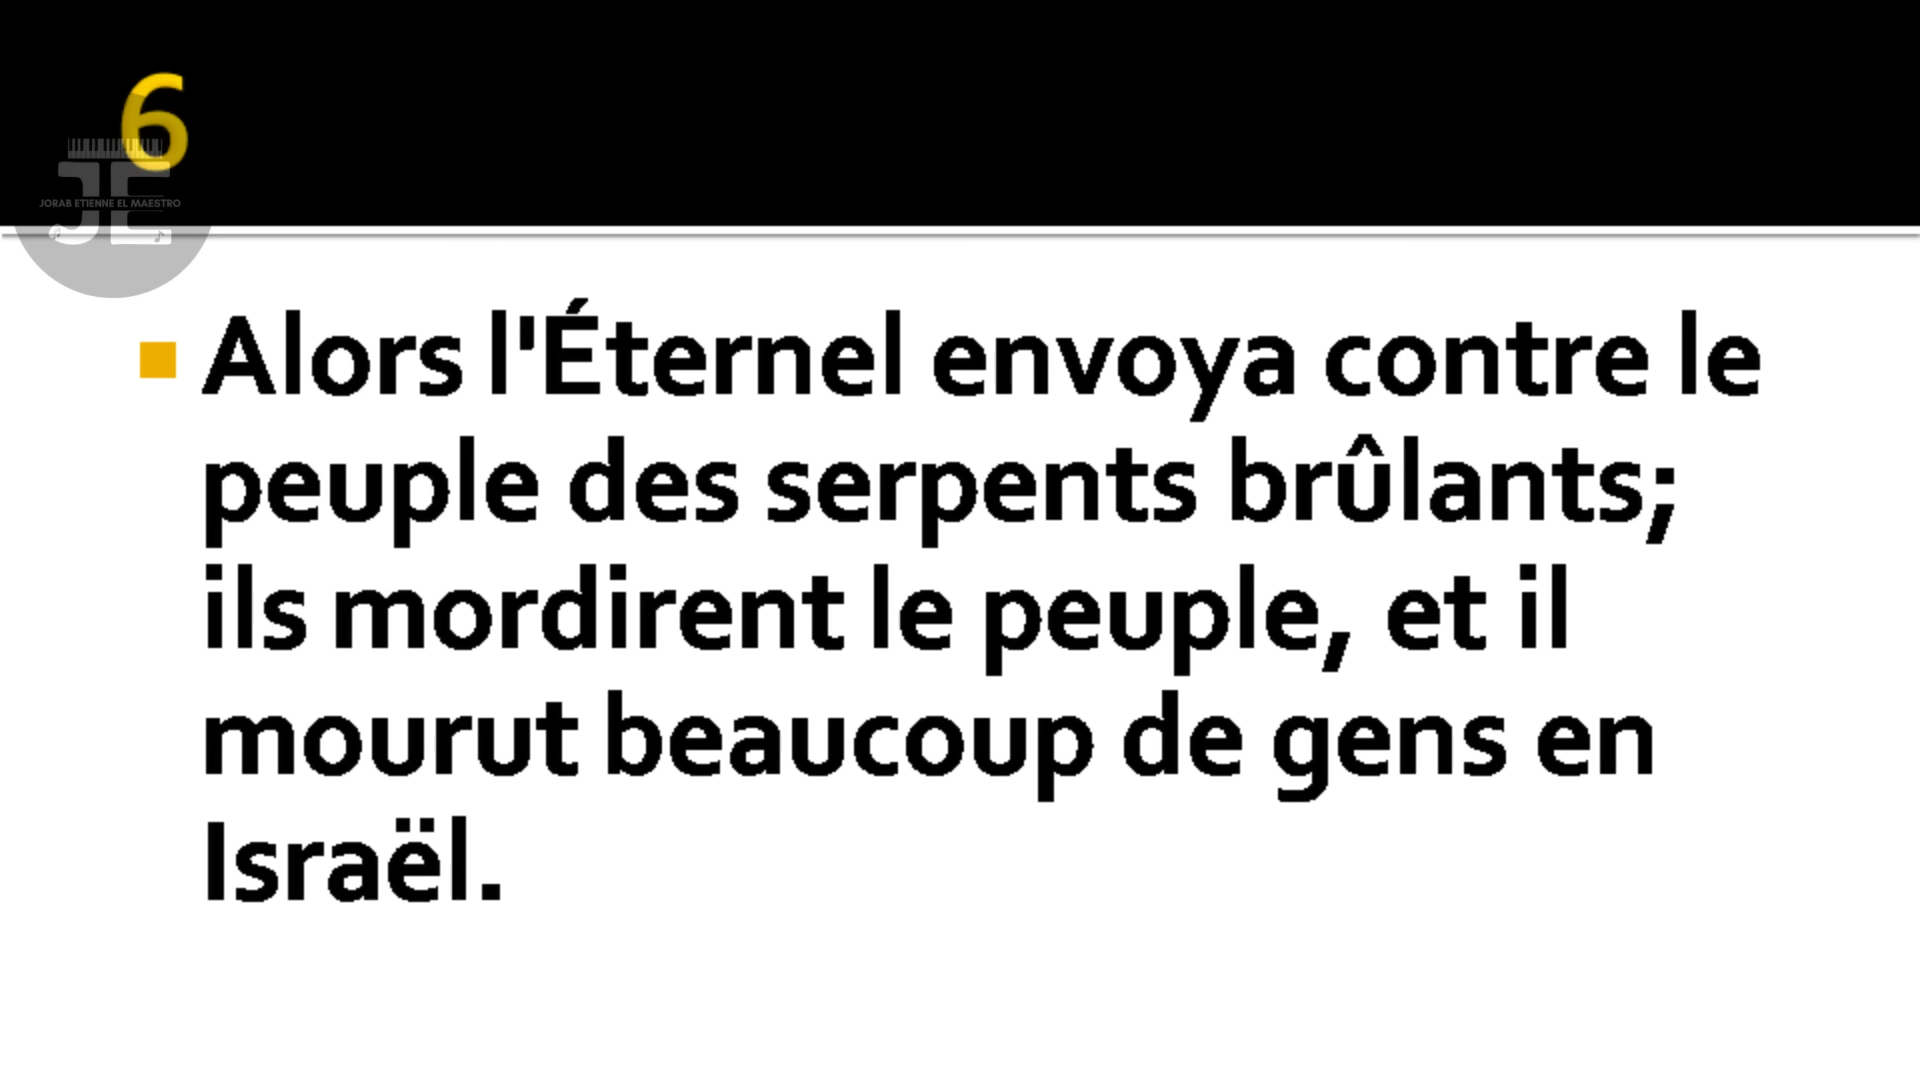 6
JE
JORAB ETIENNE EL MAESTRO
Alors l'Éternel envoya contre le
peuple des serpents brûlants;
ils mordirent le peuple, et il
mourut beaucoup de gens en
Israël.